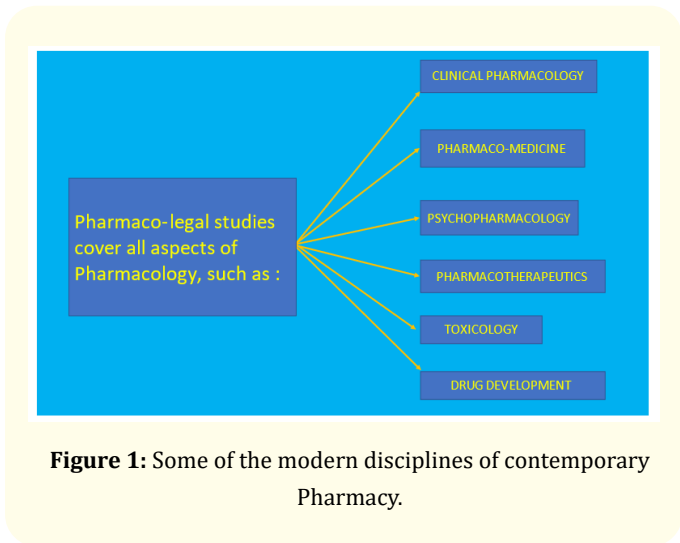 Pharmaco-legal studies
cover all aspects of
Pharmacology, such as :
CLINICAL PHARMACOLOGY
PHARMACO-MEDICINE
PSYCHOPHARMACOLOGY
PHARMACOTHERAPEUTICS
TOXICOLOGY
DRUG DEVELOPMENT
Figure 1: Some of the modern disciplines of contemporary
Pharmacy.